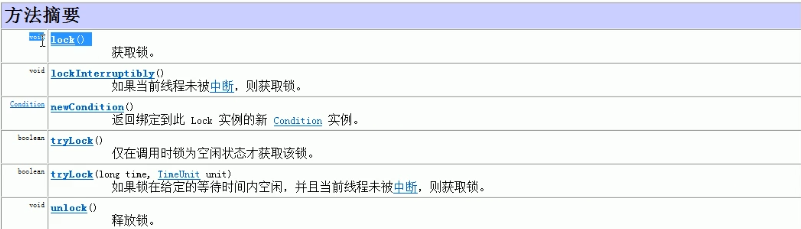 方法摘要
void lock()
获取锁。
void lockInterruptibly()
如果当前线程未被中断，则获取锁。
Condition newCondition()
返回绑定到此 Lock 实例的新 Condition 实例。
boolean tryLock()
仅在调用时锁为空闲状态才获取该锁。
boolean tryLock(long time, TimeUnit unit)
如果锁在给定的等待时间内空闲，并且当前线程未被中断，则获取锁。
void unlock()
释放锁。